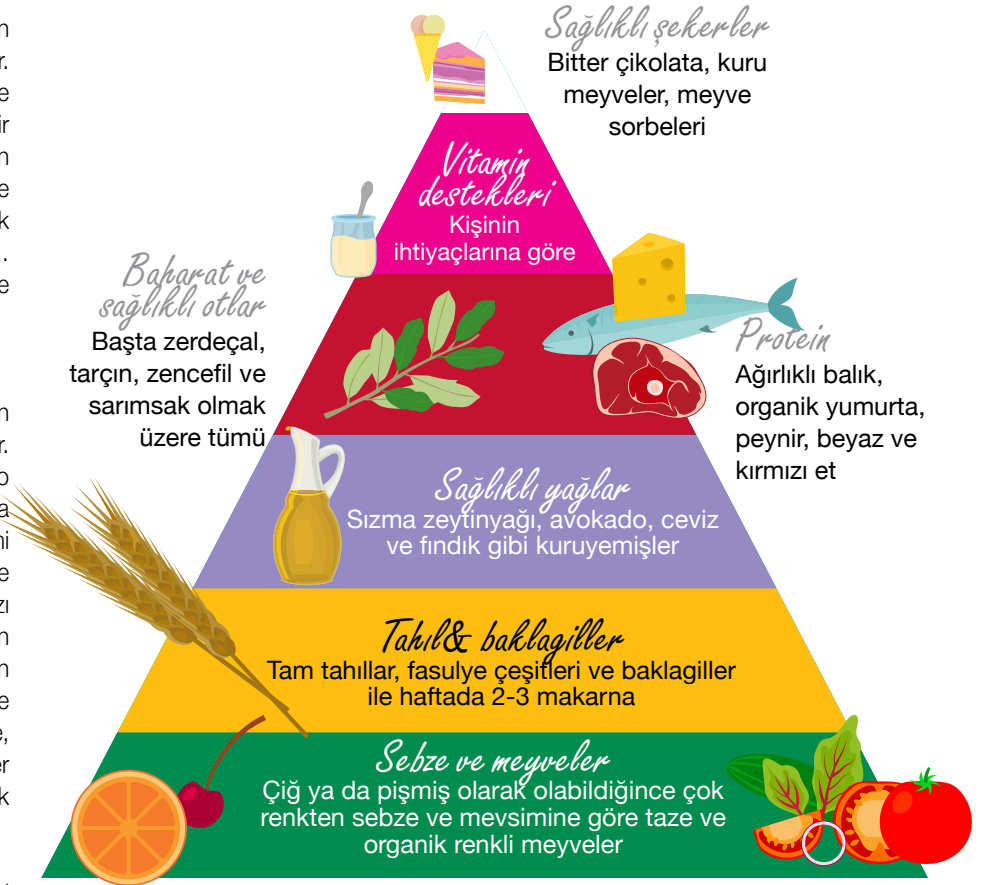 Sağlıklı şekerler
Bitter çikolata, kuru
meyveler, meyve
sorbeleri
Vitamin
destekleri
Kişinin
ihtiyaçlarına göre
Baharat ve
sağlıklı otlar
Başta zerdeçal,
tarçın, zencefil ve
sarımsak olmak
üzere tümü
Protein
Ağırlıklı balık,
organik yumurta,
peynir, beyaz ve
kırmızı et
Sağlıklı yağlar
Sızma zeytinyağı, avokado, ceviz
ve fındık gibi kuruyemişler
Tahıl& baklagiller
Tam tahıllar, fasulye çeşitleri ve baklagiller
ile haftada 2-3 makarna
Sebze ve meyveler
Çiğ ya da pişmiş olarak olabildiğince çok
renkten sebze ve mevsimine göre taze ve
organik renkli meyveler